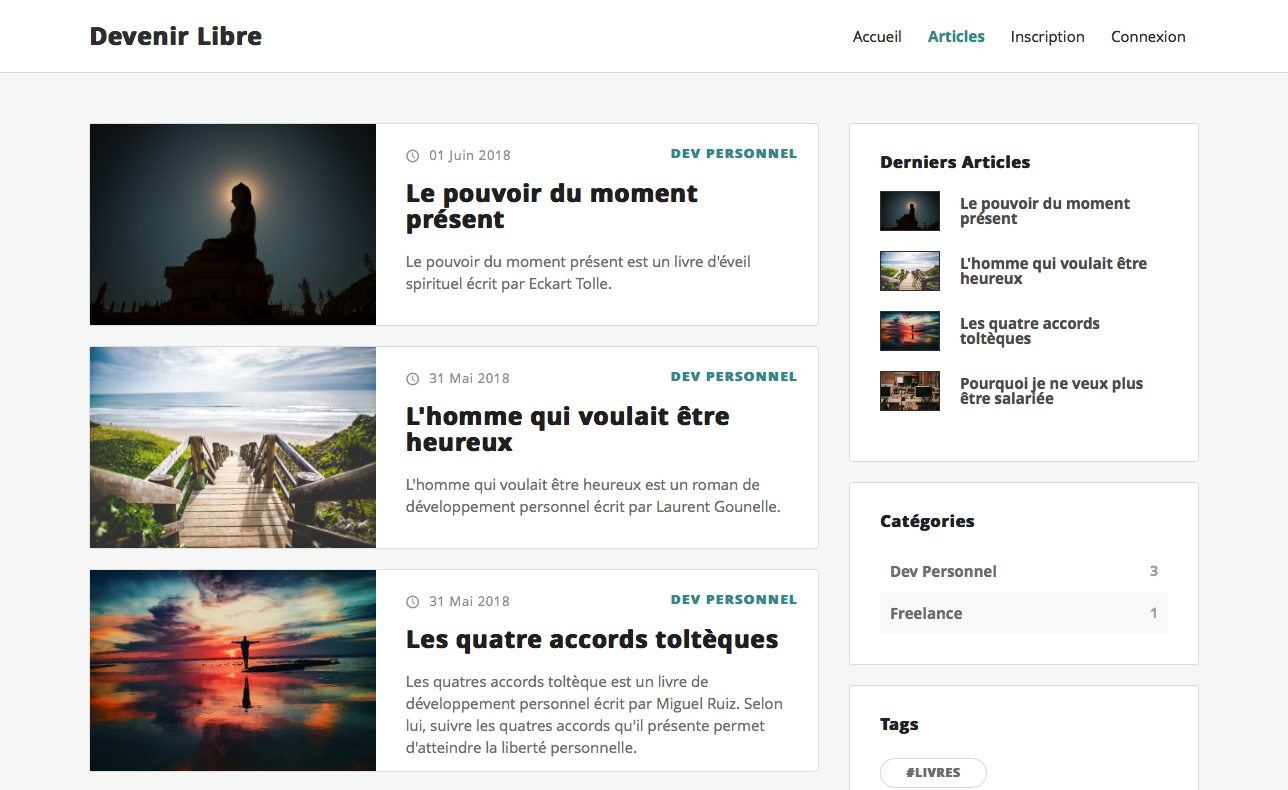 Devenir Libre
Accueil
Articles
Inscription
Connexion
01 Juin 2018
DEV PERSONNEL
Le pouvoir du moment
présent
Le pouvoir du moment présent est un livre d'éveil
spirituel écrit par Eckart Tolle.
31 Mai 2018
DEV PERSONNEL
L'homme qui voulait être
heureux
L'homme qui voulait être heureux est un roman de
développement personnel écrit par Laurent Gounelle.
31 Mai 2018
DEV PERSONNEL
Les quatre accords toltèques
Les quatres accords toltèque est un livre de
développement personnel écrit par Miguel Ruiz. Selon
lui, suivre les quatres accords qu'il présente permet
d'atteindre la liberté personnelle.
Derniers Articles
Le pouvoir du moment
présent
L'homme qui voulait être
heureux
Les quatre accords
toltèques
Pourquoi je ne veux plus
être salariée
Catégories
Dev Personnel 3
Freelance 1
Tags
#LIVRES